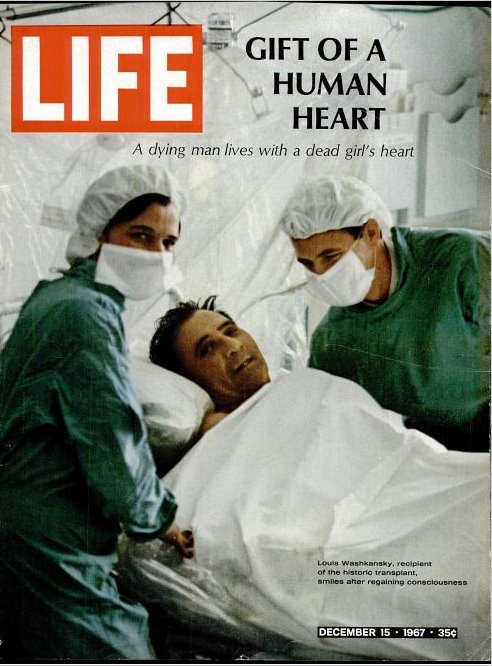 LIFE
GIFT OF A
HUMAN
HEART
A dying man lives with a dead girl's heart
Louis Washkansky, recipient
of the historic transplant,
smiles after regaining consciousness
DECEMBER 15 · 1967 · 35¢